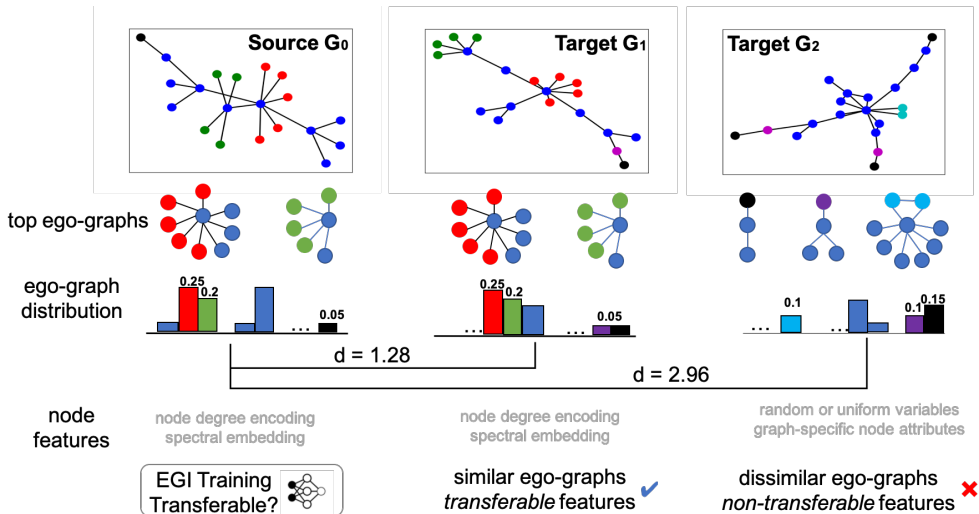 Source G0
Target G1
Target G2
top ego-graphs
ego-graph
distribution
0.25
0.2
0.05
0.25
0.2
0.05
0.1
0.1
0.15
...
...
...
...
...
d = 1.28
d = 2.96
node
features
node degree encoding
spectral embedding
node degree encoding
spectral embedding
random or uniform variables
graph-specific node attributes
EGI Training
Transferable?
similar ego-graphs
transferable features ✓
dissimilar ego-graphs
non-transferable features ✖